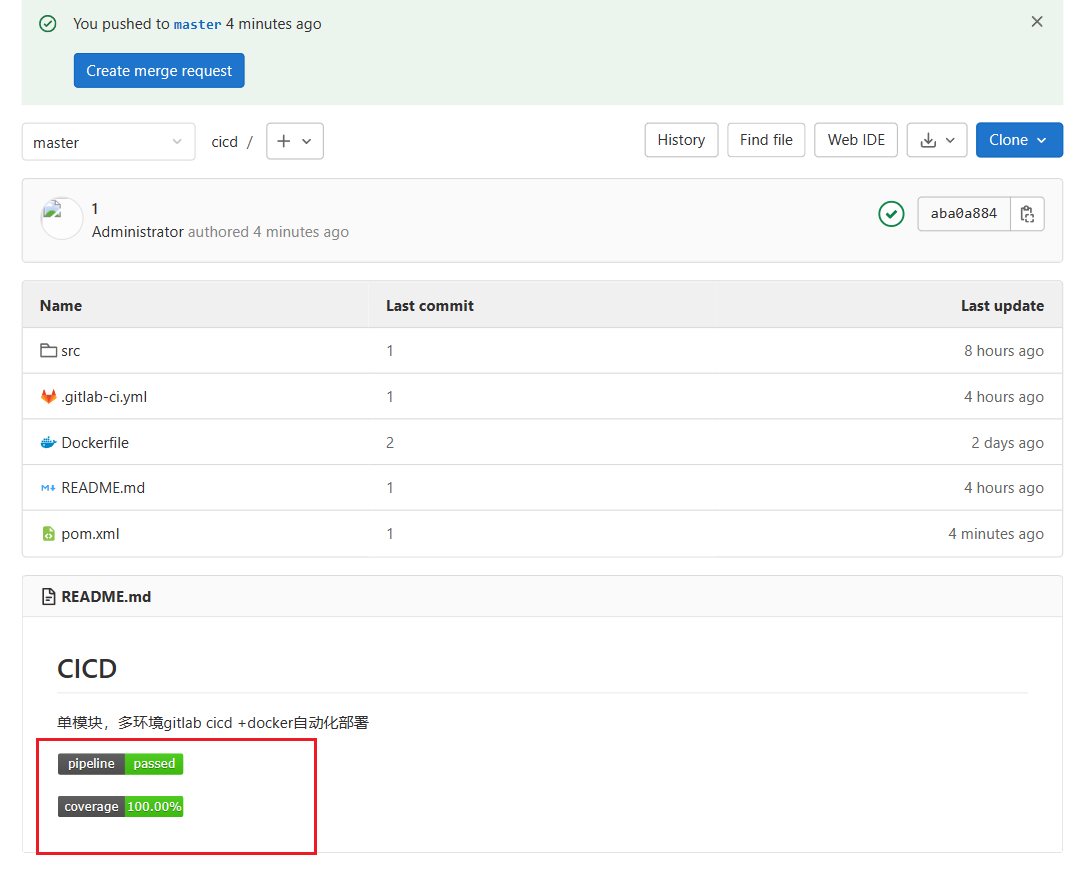 You pushed to master 4 minutes ago
Create merge request
master cicd / History Find file Web IDE Clone
1
Administrator authored 4 minutes ago aba0a884
Name Last commit Last update
src 1 8 hours ago
.gitlab-ci.yml 1 4 hours ago
Dockerfile 2 2 days ago
README.md 1 4 hours ago
pom.xml 1 4 minutes ago
README.md
CICD
单模块，多环境gitlab cicd +docker自动化部署
pipeline passed
coverage 100.00%